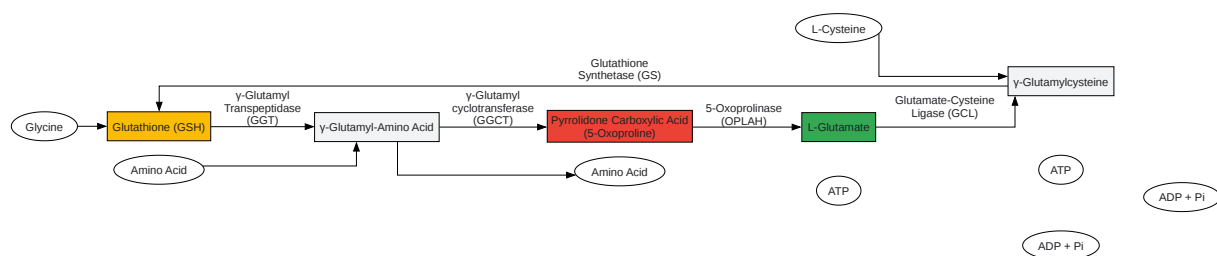 L-Cysteine
Glutathione
Synthetase (GS)
γ-Glutamylcysteine
γ-Glutamyl
Transpeptidase
(GGT)
γ-Glutamyl
cyclotransferase
(GGCT)
5-Oxoprolinase
(OPLAH)
Glutamate-Cysteine
Ligase (GCL)
Glycine
Glutathione (GSH)
γ-Glutamyl-Amino Acid
Pyrrolidone Carboxylic Acid
(5-Oxoproline)
L-Glutamate
Amino Acid
Amino Acid
ATP
ATP
ADP + Pi
ADP + Pi